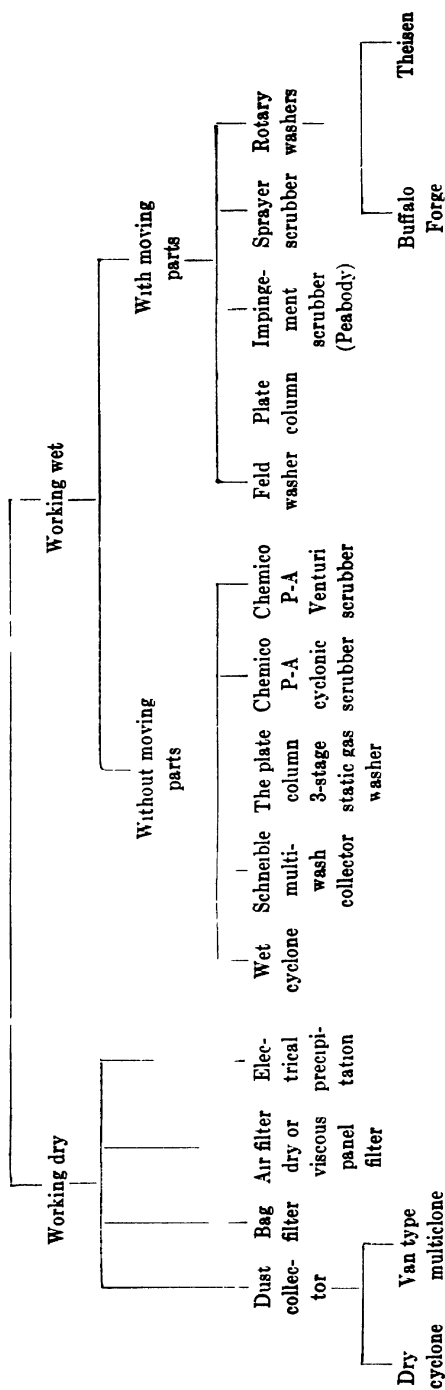 Working dry
Working wet
Without moving
parts
With moving
parts
Dust
collec-
tor
Bag
filter
Air filter
dry or
viscous
panel
filter
Elec-
trical
precipi-
tation
Wet
cyclone
Schneible
multi-
wash
collector
The plate
column
3-stage
static gas
washer
Chemico
P-A
cyclonic
scrubber
Chemico
P-A
Venturi
scrubber
Feld
washer
Plate
column
Impinge-
ment
scrubber
(Peabody)
Sprayer
scrubber
Rotary
washers
Dry
cyclone
Van type
multiclone
Buffalo
Forge
Theisen